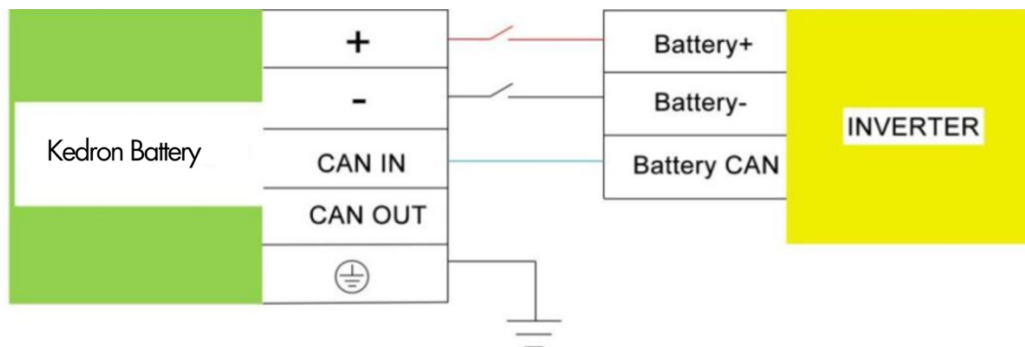 +
Battery+
-
Battery-
INVERTER
Kedron Battery
CAN IN
Battery CAN
CAN OUT